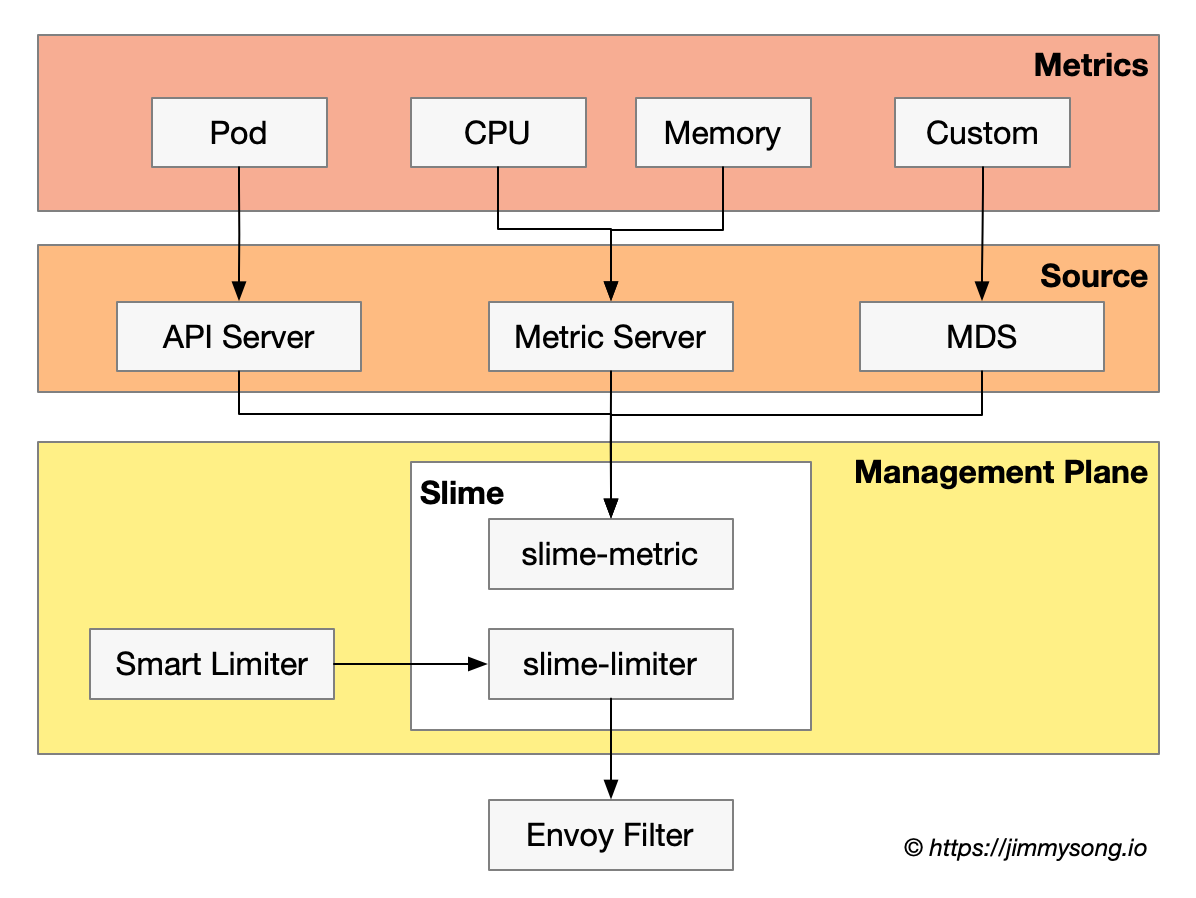 Metrics
Pod
CPU
Memory
Custom
Source
API Server
Metric Server
MDS
Management Plane
Slime
slime-metric
Smart Limiter
slime-limiter
Envoy Filter
© https://jimmysong.io